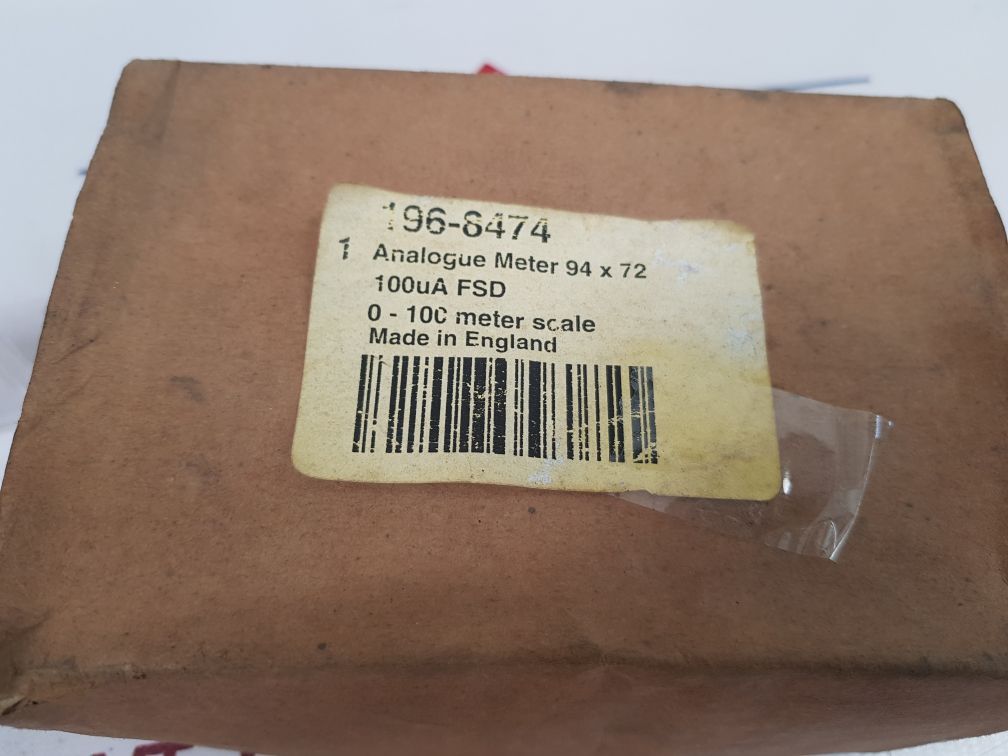 196-8474
1 Analogue Meter 94 x 72
100uA FSD
0 - 100 meter scale
Made in England